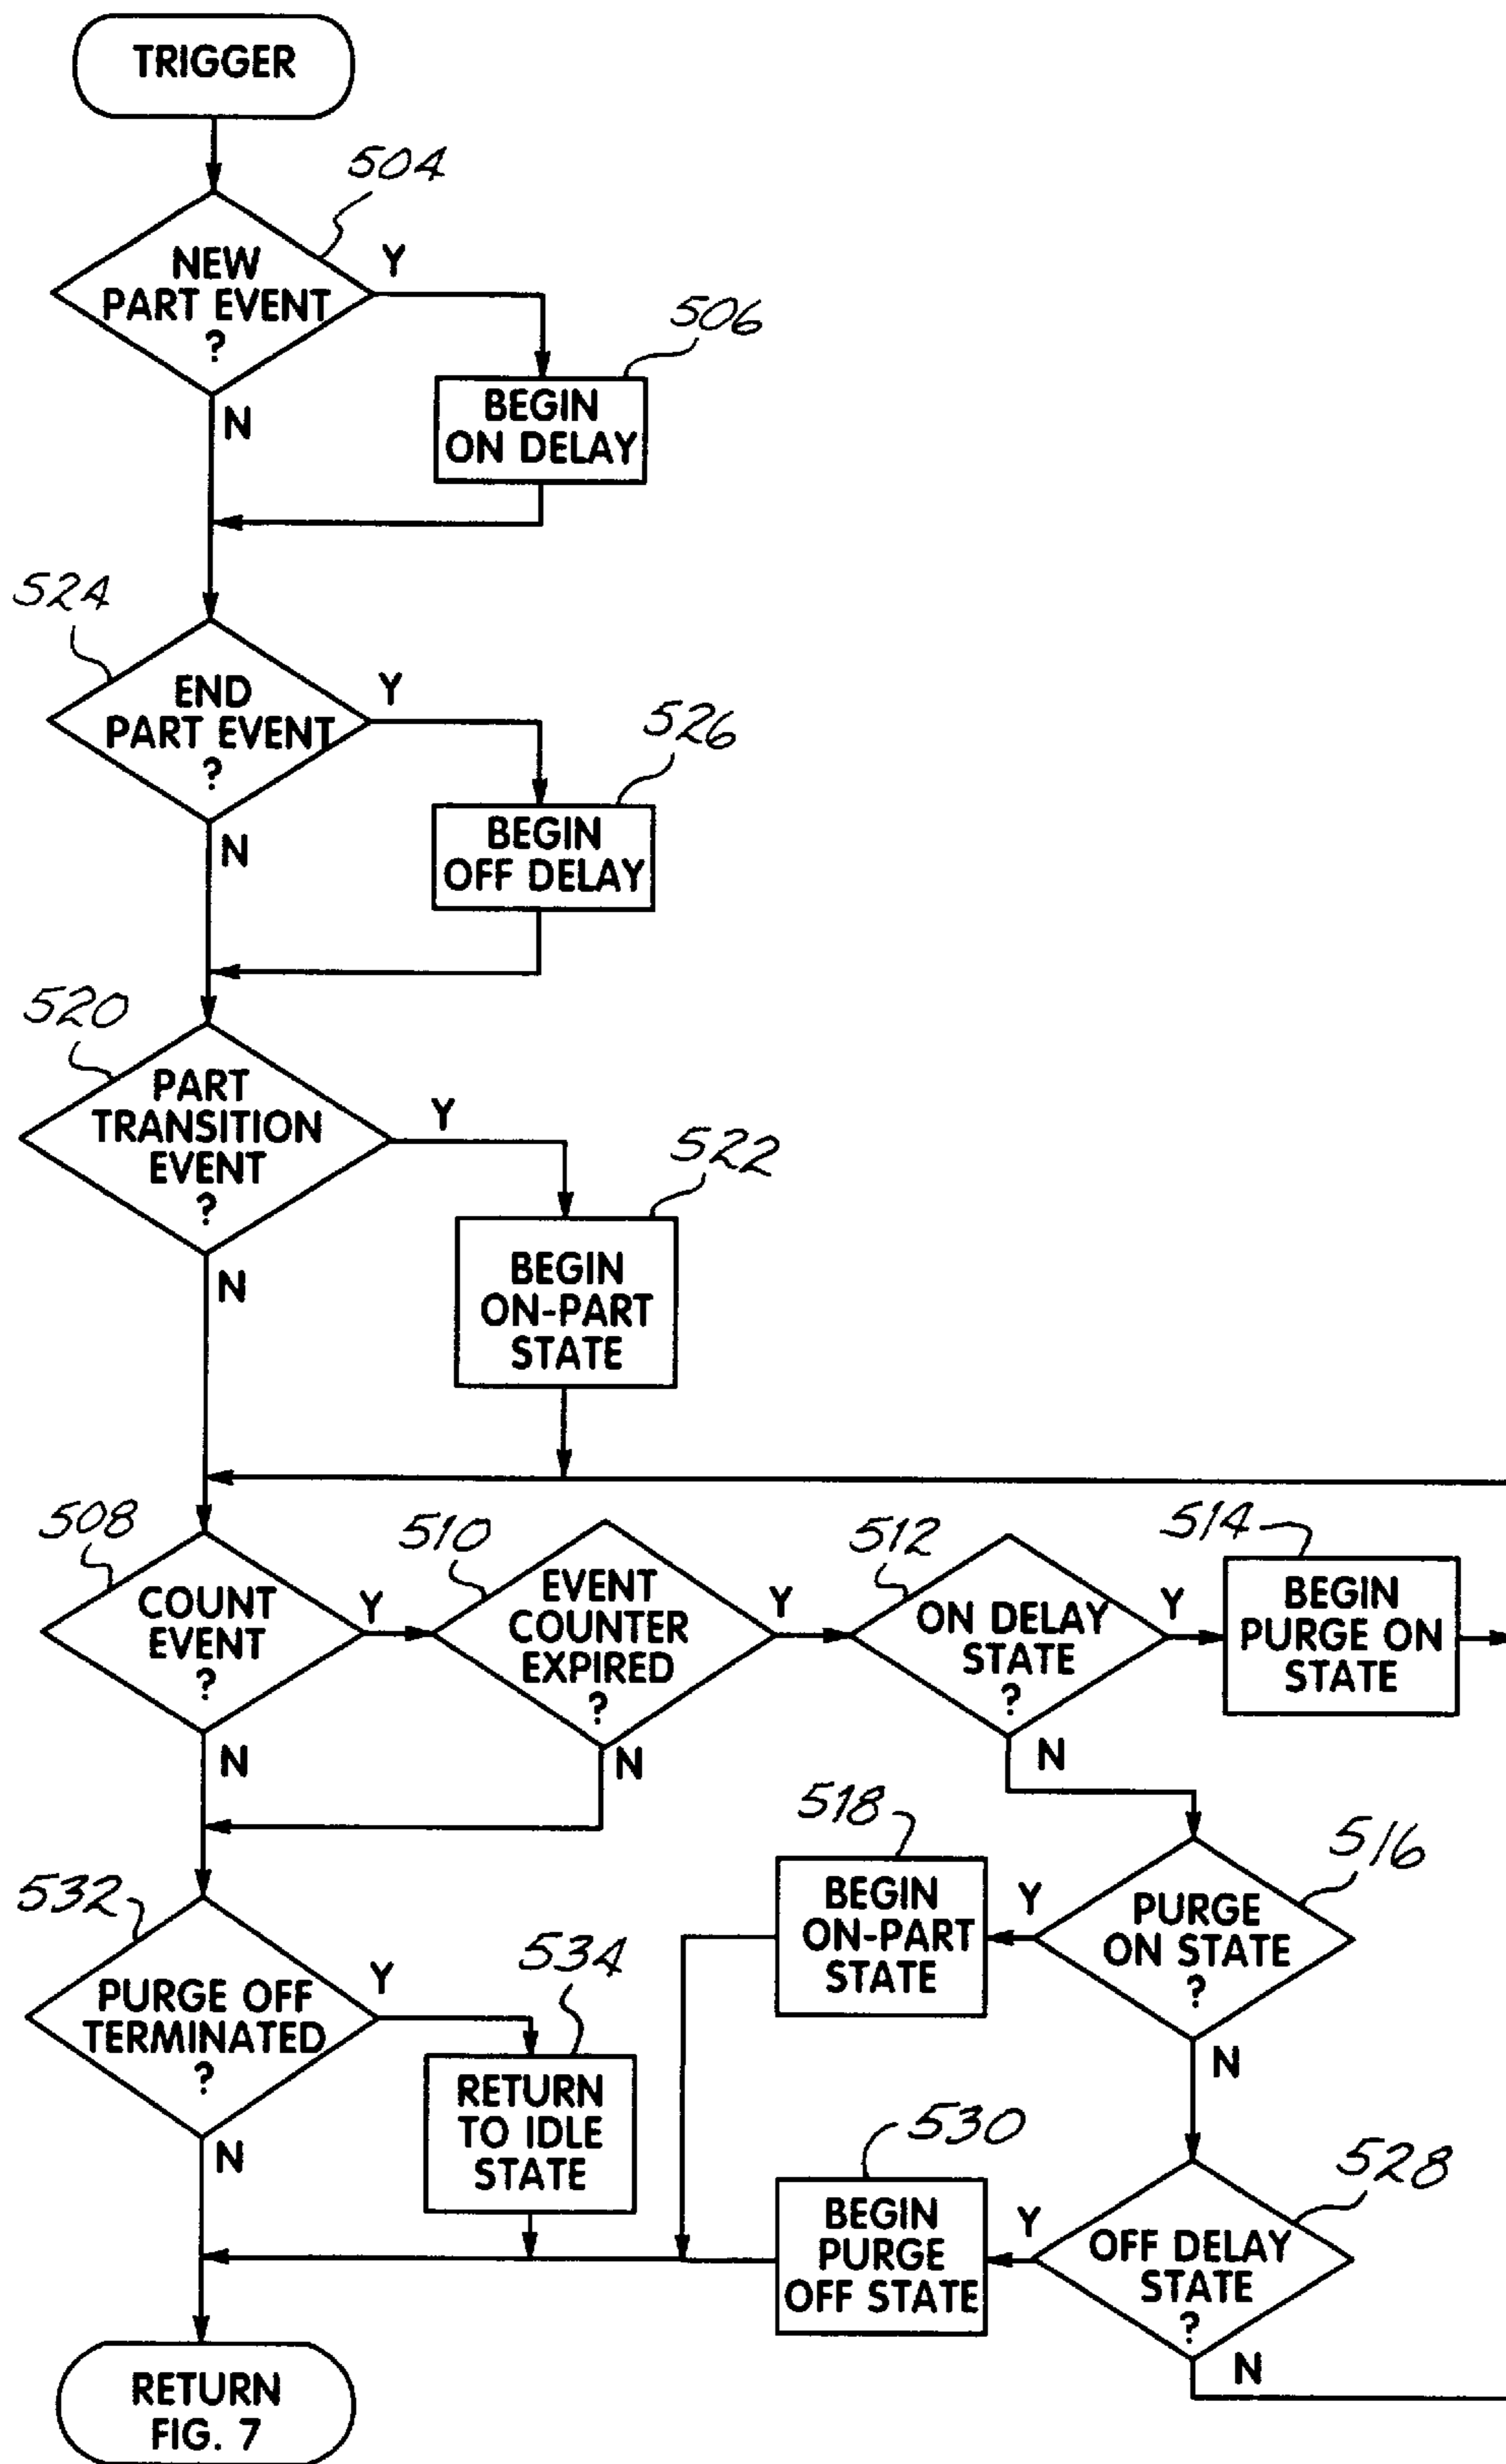 TRIGGER
504
NEW
PART EVENT
?
Y
N
506
BEGIN
ON DELAY
524
END
PART EVENT
?
Y
N
526
BEGIN
OFF DELAY
520
PART
TRANSITION
EVENT
?
Y
N
522
BEGIN
ON-PART
STATE
508
COUNT
EVENT
?
Y
N
510
EVENT
COUNTER
EXPIRED
?
Y
N
512
ON DELAY
STATE
?
Y
N
514
BEGIN
PURGE ON
STATE
516
PURGE
ON STATE
?
Y
N
518
BEGIN
ON-PART
STATE
528
OFF DELAY
STATE
?
Y
N
530
BEGIN
PURGE
OFF STATE
532
PURGE OFF
TERMINATED
?
Y
N
534
RETURN
TO IDLE
STATE
RETURN
FIG. 7